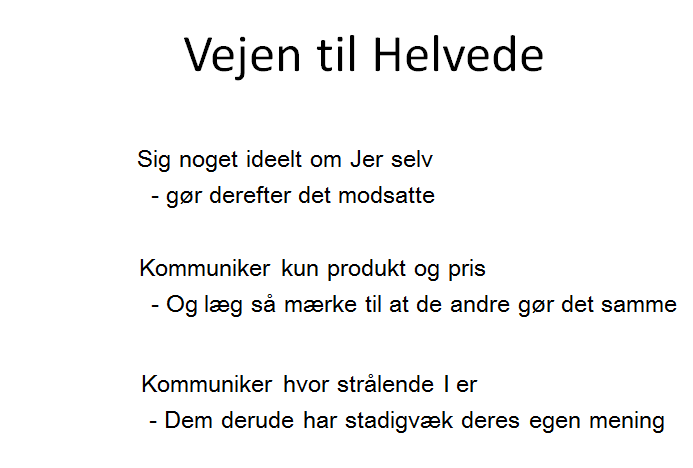 Vejen til Helvede
Sig noget ideelt om Jer selv
- gør derefter det modsatte
Kommuniker kun produkt og pris
- Og læg så mærke til at de andre gør det samme
Kommuniker hvor strålende I er
- Dem derude har stadigvæk deres egen mening